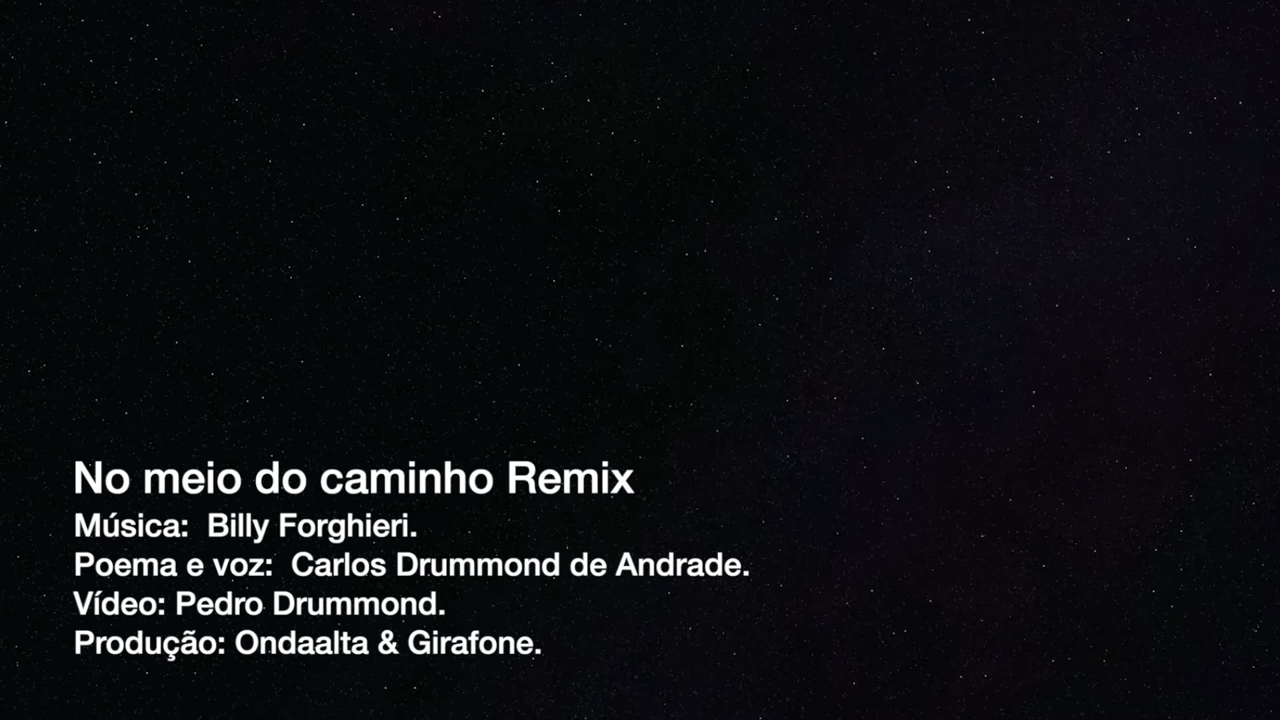 No meio do caminho Remix
Música:  Billy Forghieri.
Poema e voz:  Carlos Drummond de Andrade.
Vídeo: Pedro Drummond.
Produção: Ondaalta & Girafone.